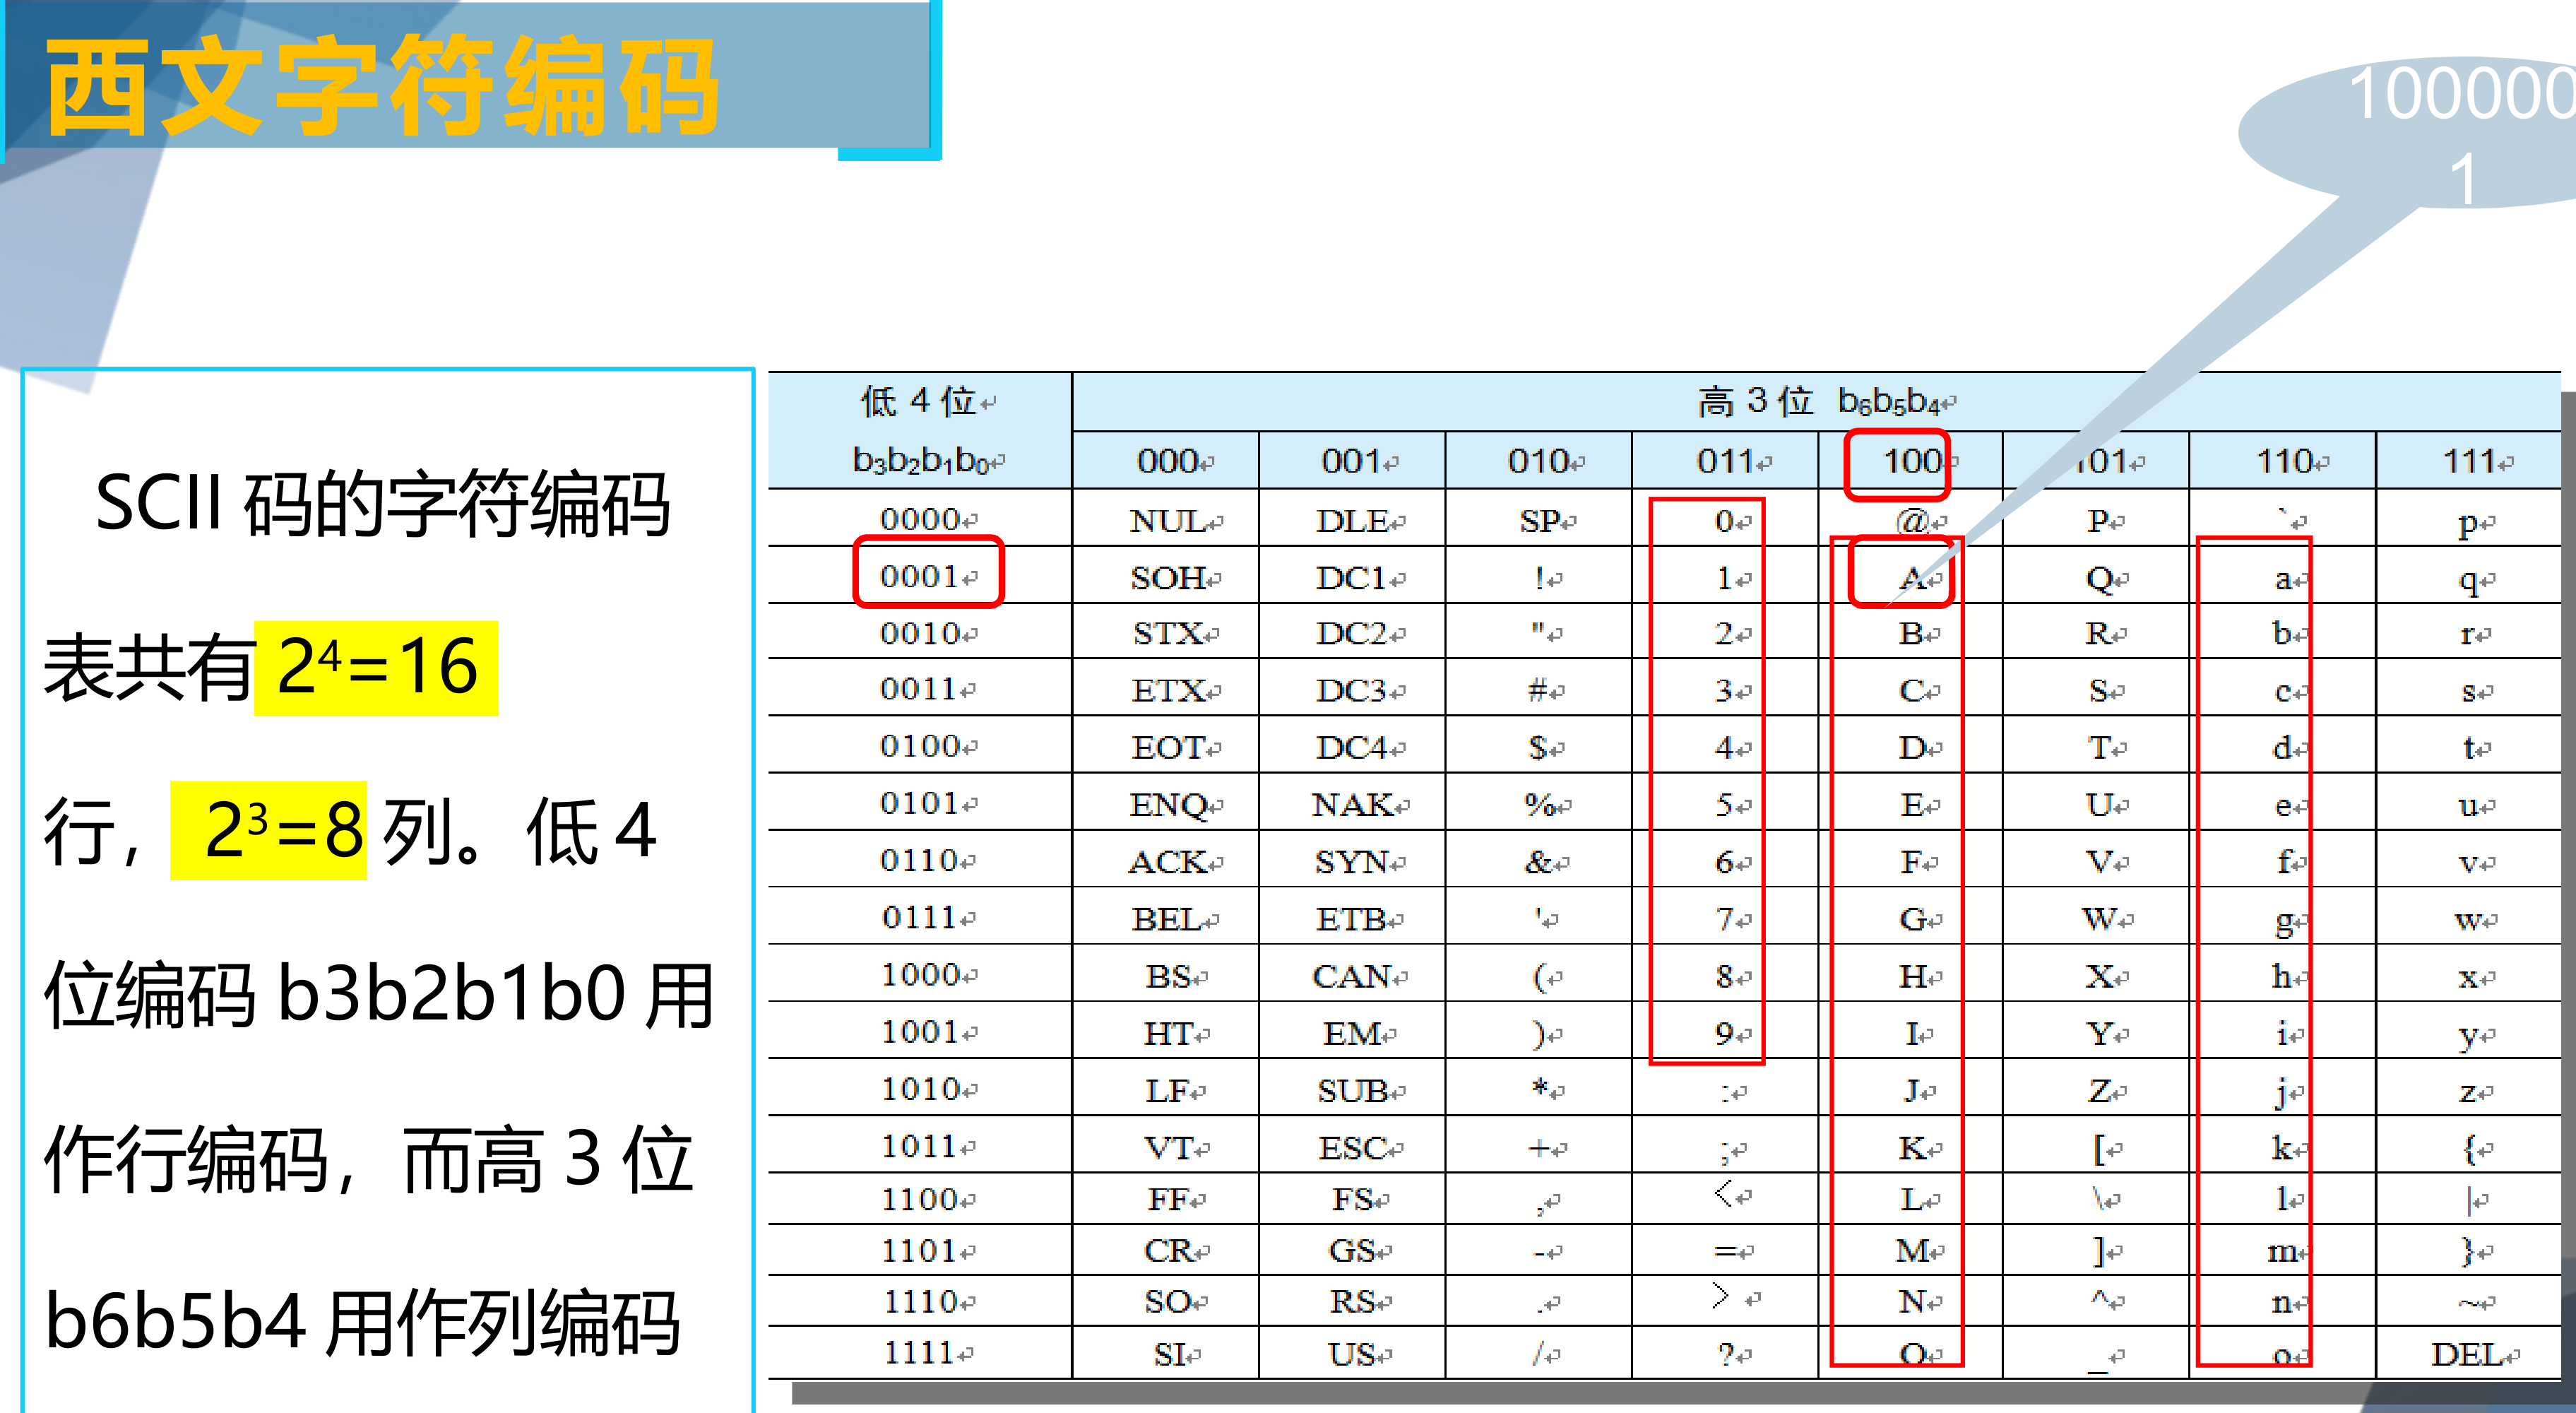 西文字符编码
100000
1
SCII 码的字符编码
表共有 2⁴=16
行， 2³=8 列。低 4
位编码 b3b2b1b0 用
作行编码，而高 3 位
b6b5b4 用作列编码
低 4 位 高 3 位 b₆b₅b₄
b₃b₂b₁b₀ 000 001 010 011 100 101 110 111
0000 NUL DLE SP 0 @ P ` p
0001 SOH DC1 ! 1 A Q a q
0010 STX DC2 " 2 B R b r
0011 ETX DC3 # 3 C S c s
0100 EOT DC4 $ 4 D T d t
0101 ENQ NAK % 5 E U e u
0110 ACK SYN & 6 F V f v
0111 BEL ETB ' 7 G W g w
1000 BS CAN ( 8 H X h x
1001 HT EM ) 9 I Y i y
1010 LF SUB * : J Z j z
1011 VT ESC + ; K [ k {
1100 FF FS , < L \ l |
1101 CR GS - = M ] m }
1110 SO RS . > N ^ n ~
1111 SI US / ? O _ o DEL